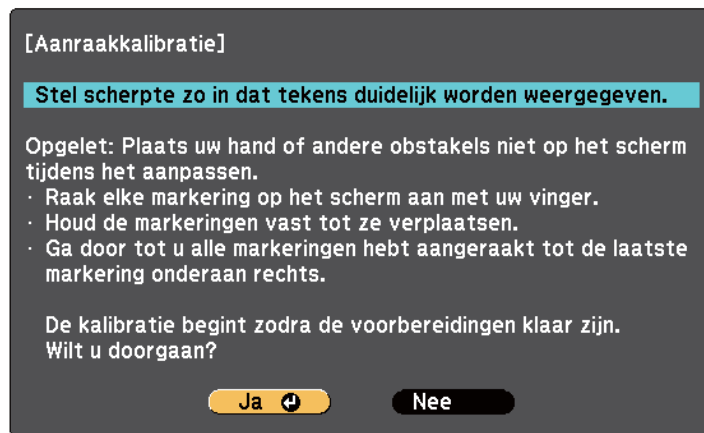 [Aanraakkalibratie]
Stel scherpte zo in dat tekens duidelijk worden weergegeven.
Opgelet: Plaats uw hand of andere obstakels niet op het scherm
tijdens het aanpassen.
· Raak elke markering op het scherm aan met uw vinger.
· Houd de markeringen vast tot ze verplaatsen.
· Ga door tot u alle markeringen hebt aangeraakt tot de laatste
markering onderaan rechts.
De kalibratie begint zodra de voorbereidingen klaar zijn.
Wilt u doorgaan?
Ja
Nee